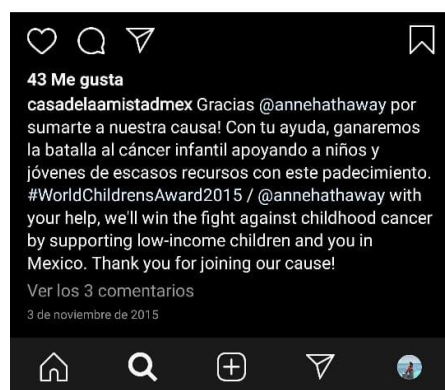 43 Me gusta
casadelaamistadmex Gracias @annehathaway por
sumarte a nuestra causa! Con tu ayuda, ganaremos
la batalla al cáncer infantil apoyando a niños y
jóvenes de escasos recursos con este padecimiento.
#WorldChildrensAward2015 / @annehathaway with
your help, we'll win the fight against childhood cancer
by supporting low-income children and you in
Mexico. Thank you for joining our cause!
Ver los 3 comentarios
3 de noviembre de 2015